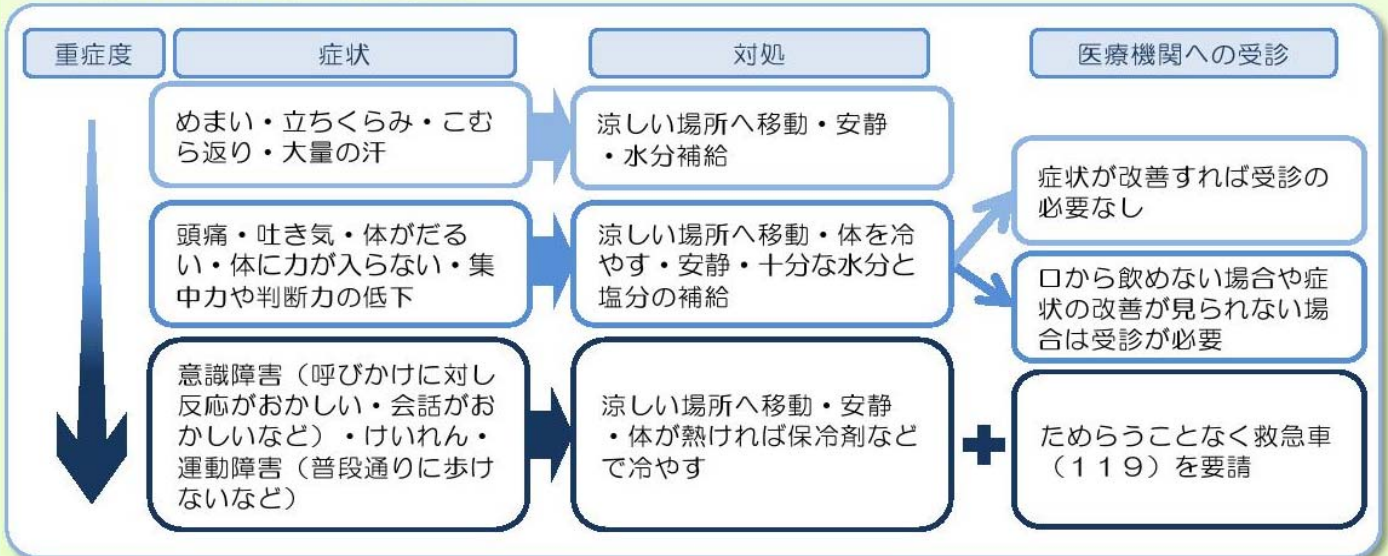 重症度
症状
対処
医療機関への受診
めまい・立ちくらみ・こむ
ら返り・大量の汗
涼しい場所へ移動・安静
・水分補給
頭痛・吐き気・体がだる
い・体に力が入らない・集
中力や判断力の低下
涼しい場所へ移動・体を冷
やす・安静・十分な水分と
塩分の補給
症状が改善すれば受診の
必要なし
口から飲めない場合や症
状の改善が見られない場
合は受診が必要
意識障害（呼びかけに対し
反応がおかしい・会話がお
かしいなど）・けいれん・
運動障害（普段通りに歩け
ないなど）
涼しい場所へ移動・安静
・体が熱ければ保冷剤など
で冷やす
ためらうことなく救急車
（１１９）を要請